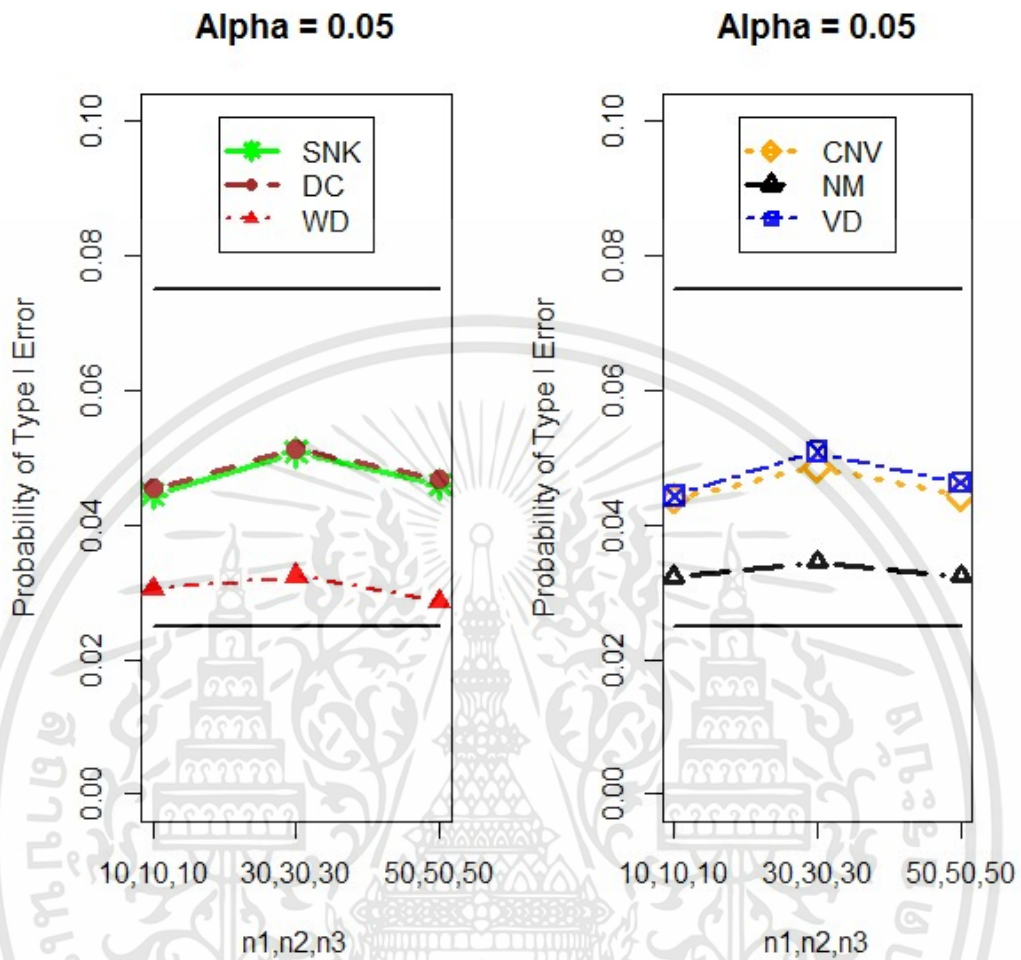 Alpha = 0.05
SNK
DC
WD
Probability of Type I Error
0.00
0.02
0.04
0.06
0.08
0.10
10,10,10
30,30,30
50,50,50
n1,n2,n3
Alpha = 0.05
CNV
NM
VD
Probability of Type I Error
0.00
0.02
0.04
0.06
0.08
0.10
10,10,10
30,30,30
50,50,50
n1,n2,n3